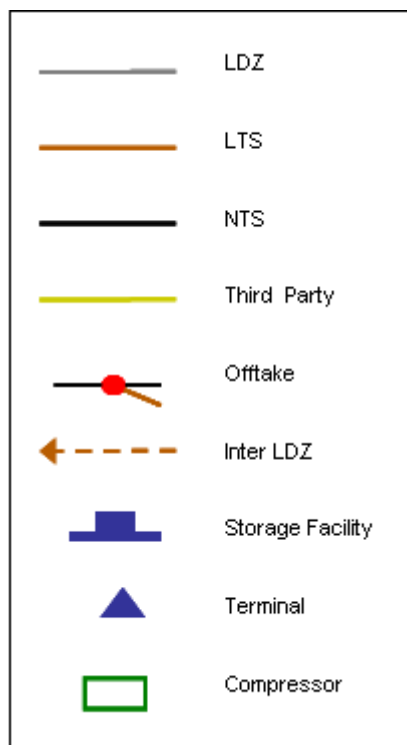 LDZ
LTS
NTS
Third Party
Offtake
Inter LDZ
Storage Facility
Terminal
Compressor